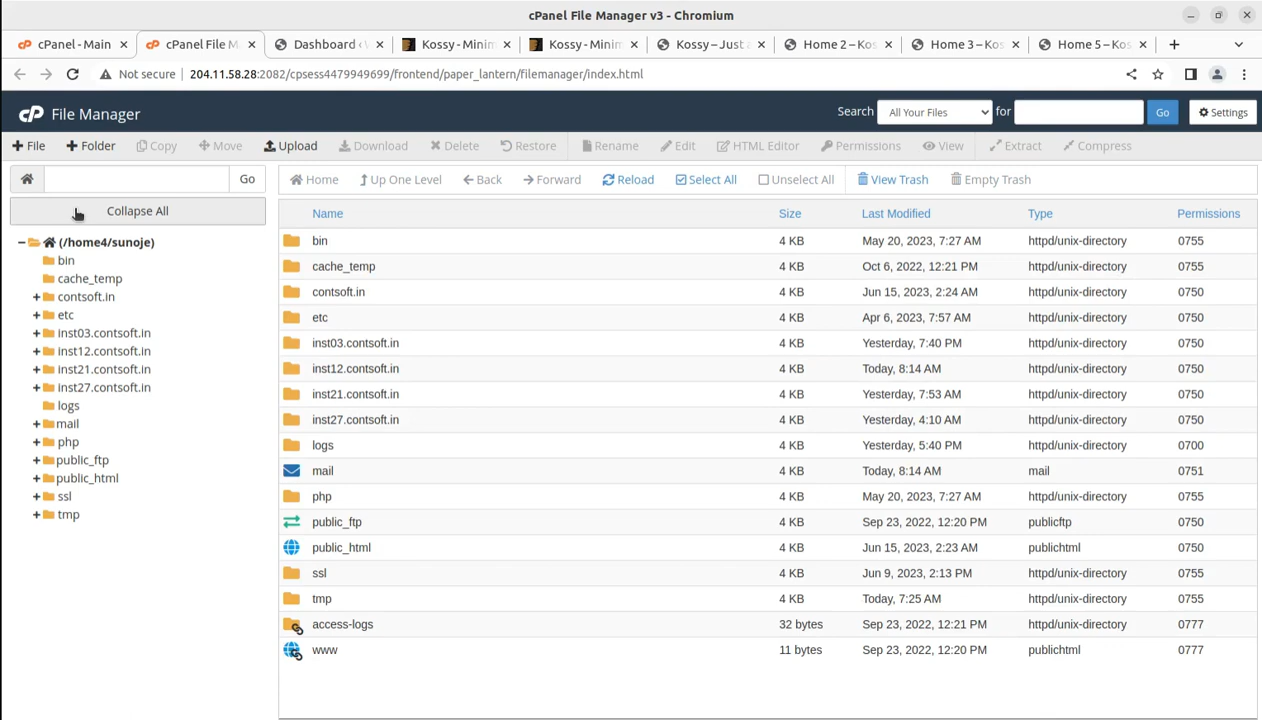 cPanel File Manager v3 - Chromium
cPanel - Main
cPanel File M
Dashboard ‹ W
Kossy - Minim
Kossy - Minim
Kossy – Just a
Home 2 – Kos
Home 3 – Kos
Home 5 – Kos
Not secure 204.11.58.28:2082/cpsess4479949699/frontend/paper_lantern/filemanager/index.html
cP File Manager
Search All Your Files for Go Settings
File Folder Copy Move Upload Download Delete Restore Rename Edit HTML Editor Permissions View Extract Compress
Go
Home Up One Level Back Forward Reload Select All Unselect All View Trash Empty Trash
Collapse All
(/home4/sunoje)
bin
cache_temp
contsoft.in
etc
inst03.contsoft.in
inst12.contsoft.in
inst21.contsoft.in
inst27.contsoft.in
logs
mail
php
public_ftp
public_html
ssl
tmp
Name Size Last Modified Type Permissions
bin 4 KB May 20, 2023, 7:27 AM httpd/unix-directory 0755
cache_temp 4 KB Oct 6, 2022, 12:21 PM httpd/unix-directory 0755
contsoft.in 4 KB Jun 15, 2023, 2:24 AM httpd/unix-directory 0750
etc 4 KB Apr 6, 2023, 7:57 AM httpd/unix-directory 0750
inst03.contsoft.in 4 KB Yesterday, 7:40 PM httpd/unix-directory 0750
inst12.contsoft.in 4 KB Today, 8:14 AM httpd/unix-directory 0750
inst21.contsoft.in 4 KB Yesterday, 7:53 AM httpd/unix-directory 0750
inst27.contsoft.in 4 KB Yesterday, 4:10 AM httpd/unix-directory 0750
logs 4 KB Yesterday, 5:40 PM httpd/unix-directory 0700
mail 4 KB Today, 8:14 AM mail 0751
php 4 KB May 20, 2023, 7:27 AM httpd/unix-directory 0755
public_ftp 4 KB Sep 23, 2022, 12:20 PM publicftp 0750
public_html 4 KB Jun 15, 2023, 2:23 AM publichtml 0750
ssl 4 KB Jun 9, 2023, 2:13 PM httpd/unix-directory 0755
tmp 4 KB Today, 7:25 AM httpd/unix-directory 0755
access-logs 32 bytes Sep 23, 2022, 12:21 PM httpd/unix-directory 0777
www 11 bytes Sep 23, 2022, 12:20 PM publichtml 0777